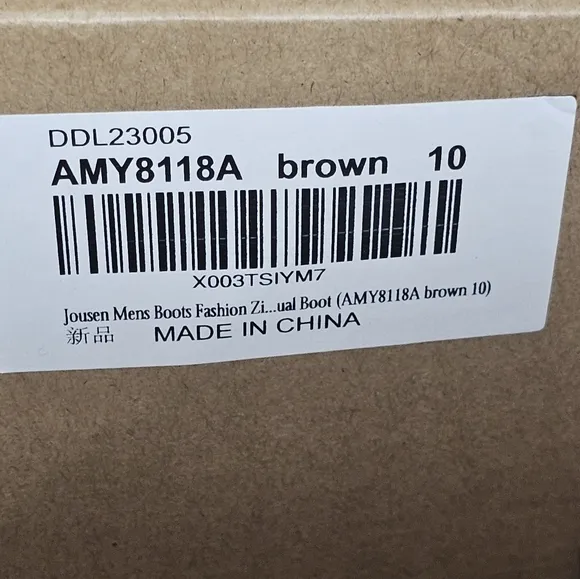 DDL23005
AMY8118A brown 10
X003TSIYM7
Jousen Mens Boots Fashion Zi...ual Boot (AMY8118A brown 10)
新品 MADE IN CHINA